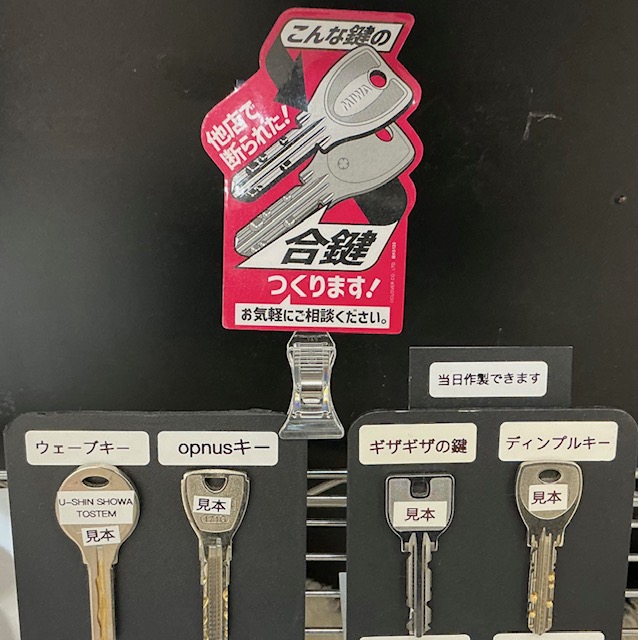 こんな鍵の
MIWA
他店で
断られた!
合鍵
つくります!
お気軽にご相談ください。
当日作製できます
ウェーブキー
opnusキー
ギザギザの鍵
ディンプルキー
U-SHIN SHOWA
TOSTEM
見本
見本
見本
見本